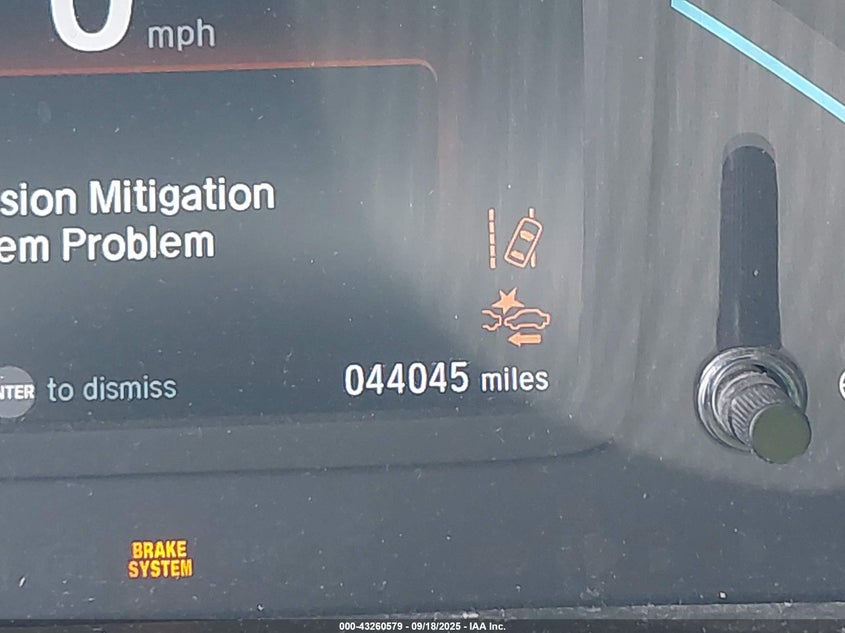 0 mph
sion Mitigation
em Problem
NTER to dismiss
044045 miles
BRAKE
SYSTEM
000-43260579 - 09/18/2025 - IAA Inc.